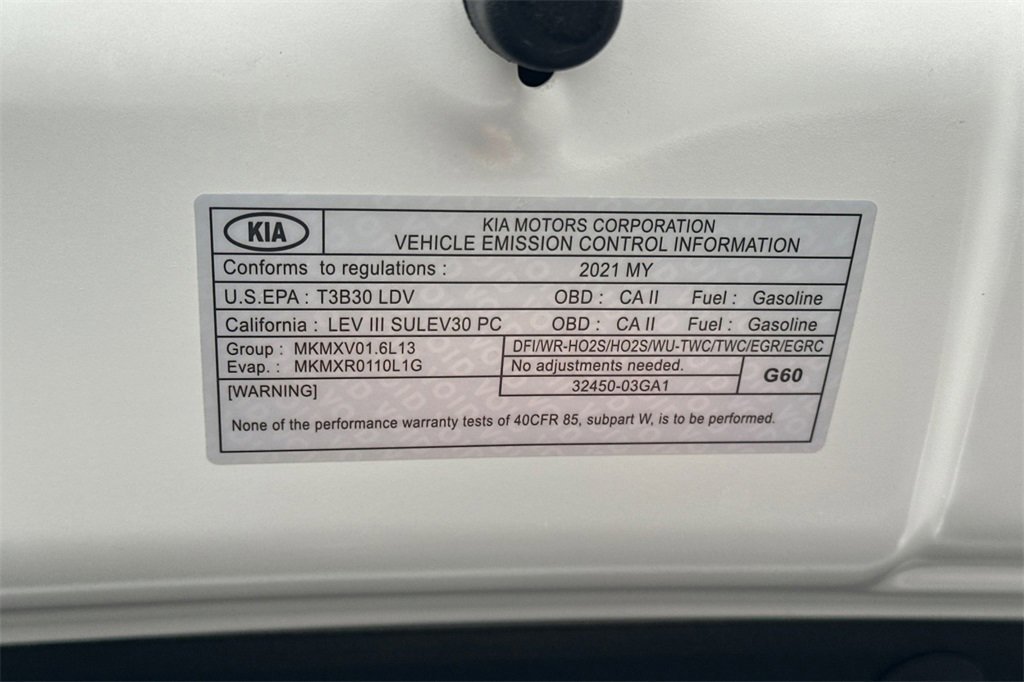 KIA
KIA MOTORS CORPORATION
VEHICLE EMISSION CONTROL INFORMATION
Conforms to regulations : 2021 MY
U.S.EPA : T3B30 LDV OBD : CA II Fuel : Gasoline
California : LEV III SULEV30 PC OBD : CA II Fuel : Gasoline
Group : MKMXV01.6L13
Evap. : MKMXR0110L1G
DFI/WR-HO2S/HO2S/WU-TWC/TWC/EGR/EGRC
No adjustments needed.
32450-03GA1
G60
[WARNING]
None of the performance warranty tests of 40CFR 85, subpart W, is to be performed.